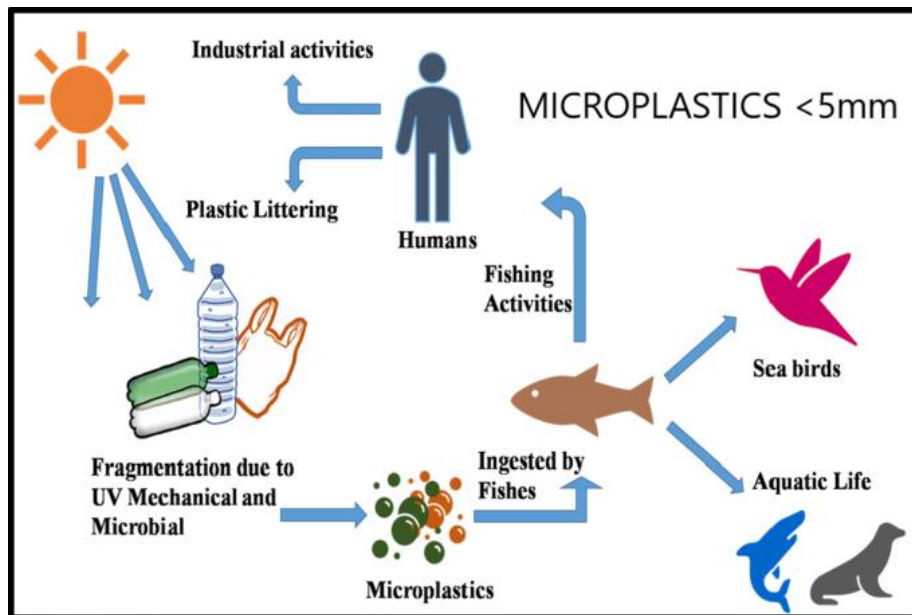 Industrial activities
MICROPLASTICS <5mm
Plastic Littering
Humans
Fishing
Activities
Sea birds
Fragmentation due to
UV Mechanical and
Microbial
Ingested by
Fishes
Aquatic Life
Microplastics